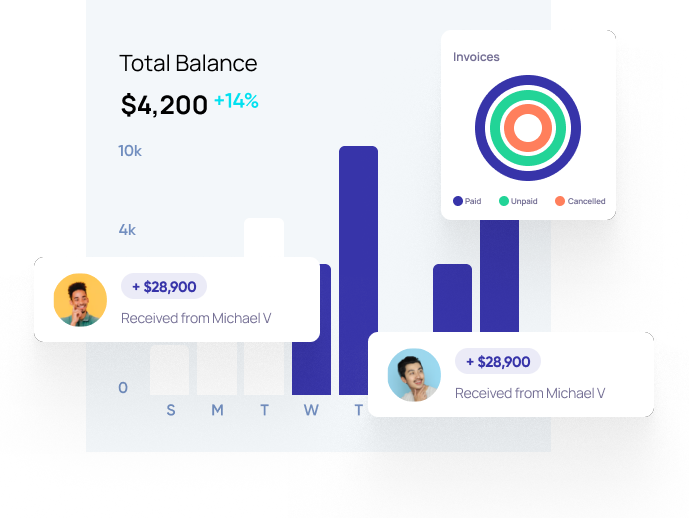 Total Balance
$4,200 +14%
10k
4k
0
S M T W T
Invoices
Paid Unpaid Cancelled
+ $28,900
Received from Michael V
+ $28,900
Received from Michael V